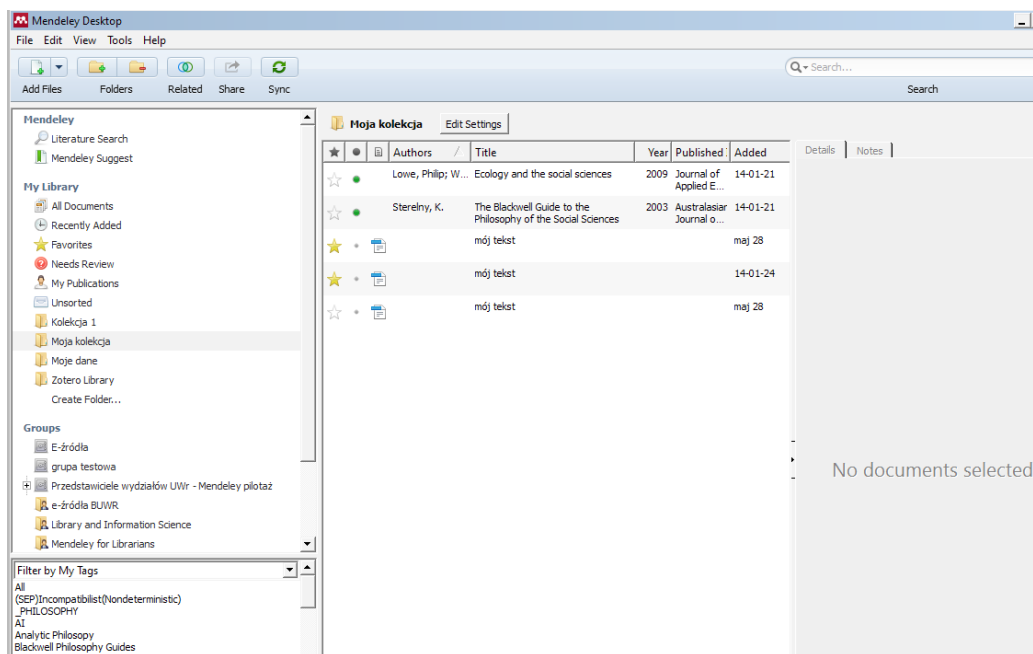 Mendeley Desktop
File Edit View Tools Help
Add Files Folders Related Share Sync
Search...
Search
Mendeley
Literature Search
Mendeley Suggest
My Library
All Documents
Recently Added
Favorites
Needs Review
My Publications
Unsorted
Kolekcja 1
Moja kolekcja
Moje dane
Zotero Library
Create Folder...
Groups
E-źródła
grupa testowa
Przedstawiciele wydziałów UWr - Mendeley pilotaż
e-źródła BUWR
Library and Information Science
Mendeley for Librarians
Filter by My Tags
All
(SEP)Incompatibilist(Nondeterministic)
_PHILOSOPHY
AI
Analytic Philosopy
Blackwell Philosophy Guides
Moja kolekcja Edit Settings
Authors Title Year Published Added
Lowe, Philip; W... Ecology and the social sciences 2009 Journal of 14-01-21
Applied E...
Sterelny, K. The Blackwell Guide to the 2003 Australasian 14-01-21
Philosophy of the Social Sciences Journal o...
mój tekst maj 28
mój tekst 14-01-24
mój tekst maj 28
Details Notes
No documents selected